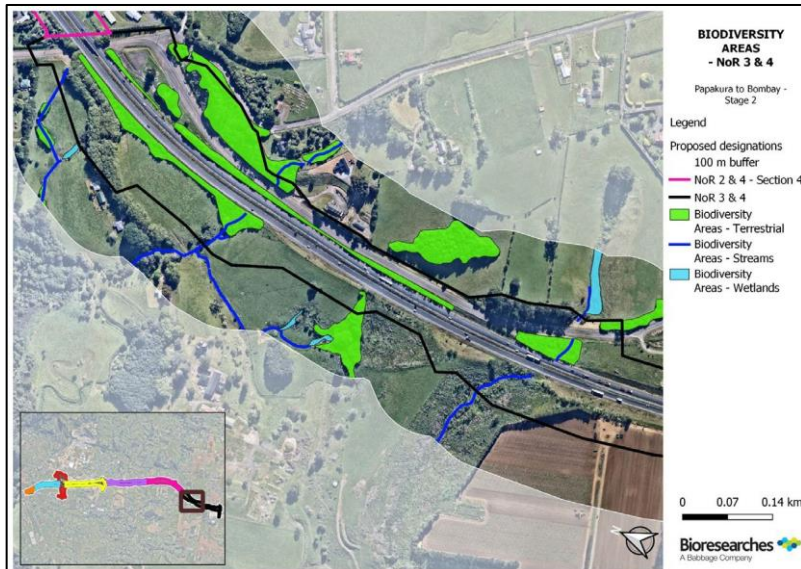 BIODIVERSITY
AREAS
- NoR 3 & 4
Papakura to Bombay -
Stage 2
Legend
Proposed designations
100 m buffer
NoR 2 & 4 - Section 4
NoR 3 & 4
Biodiversity
Areas - Terrestrial
Biodiversity
Areas - Streams
Biodiversity
Areas - Wetlands
0 0.07 0.14 km
Bioresearches
A Babbage Company